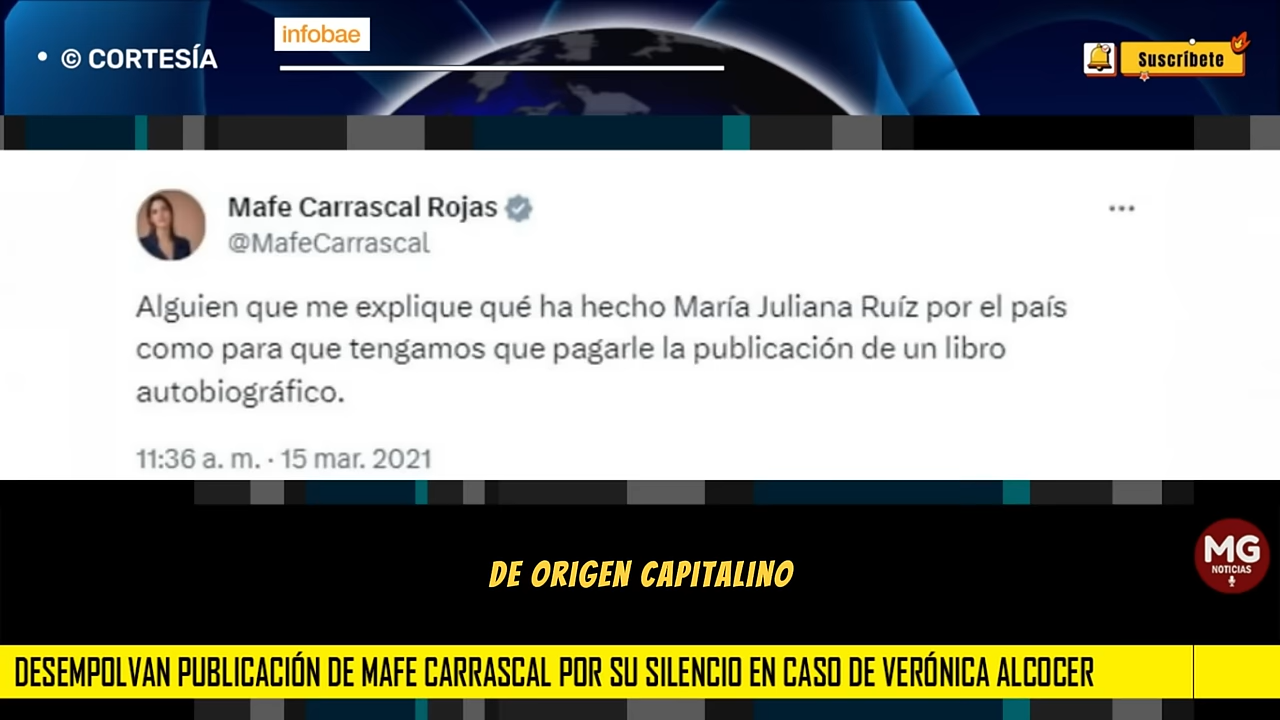 • © CORTESÍA
infobae
Suscríbete
Mafe Carrascal Rojas
@MafeCarrascal
Alguien que me explique qué ha hecho María Juliana Ruíz por el país
como para que tengamos que pagarle la publicación de un libro
autobiográfico.
11:36 a. m. · 15 mar. 2021
DE ORIGEN CAPITALINO
MG
NOTICIAS
DESEMPOLVAN PUBLICACIÓN DE MAFE CARRASCAL POR SU SILENCIO EN CASO DE VERÓNICA ALCOCER